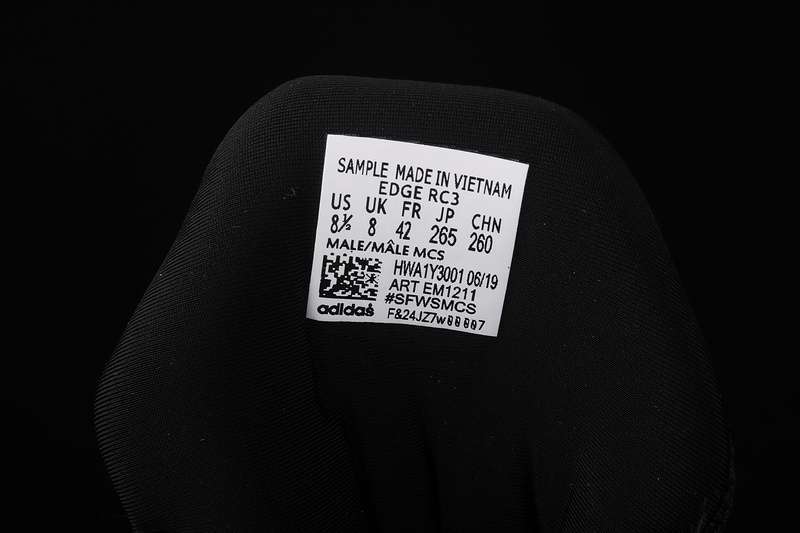 SAMPLE MADE IN VIETNAM
EDGE RC3
US UK FR JP CHN
8½ 8 42 265 260
MALE/MÂLE MCS
HWA1Y3001 06/19
ART EM1211
#SFWSMCS
adidas F&24JZ7w00007